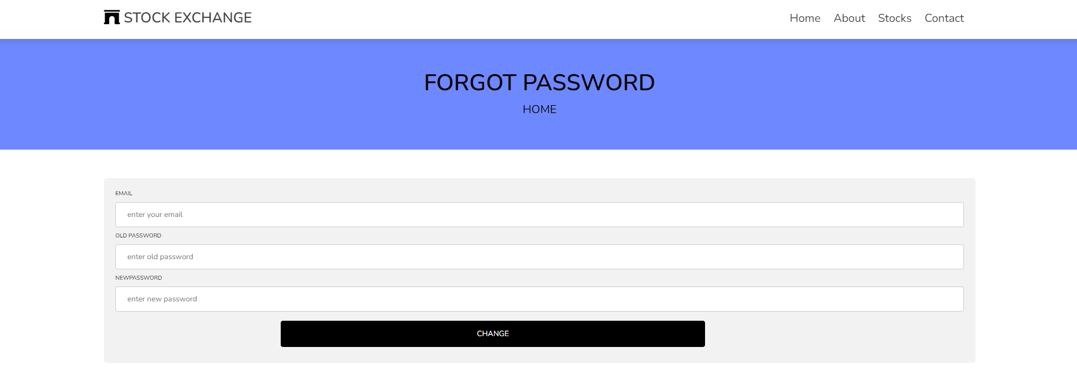 STOCK EXCHANGE
Home About Stocks Contact
FORGOT PASSWORD
HOME
EMAIL
enter your email
OLD PASSWORD
enter old password
NEWPASSWORD
enter new password
CHANGE